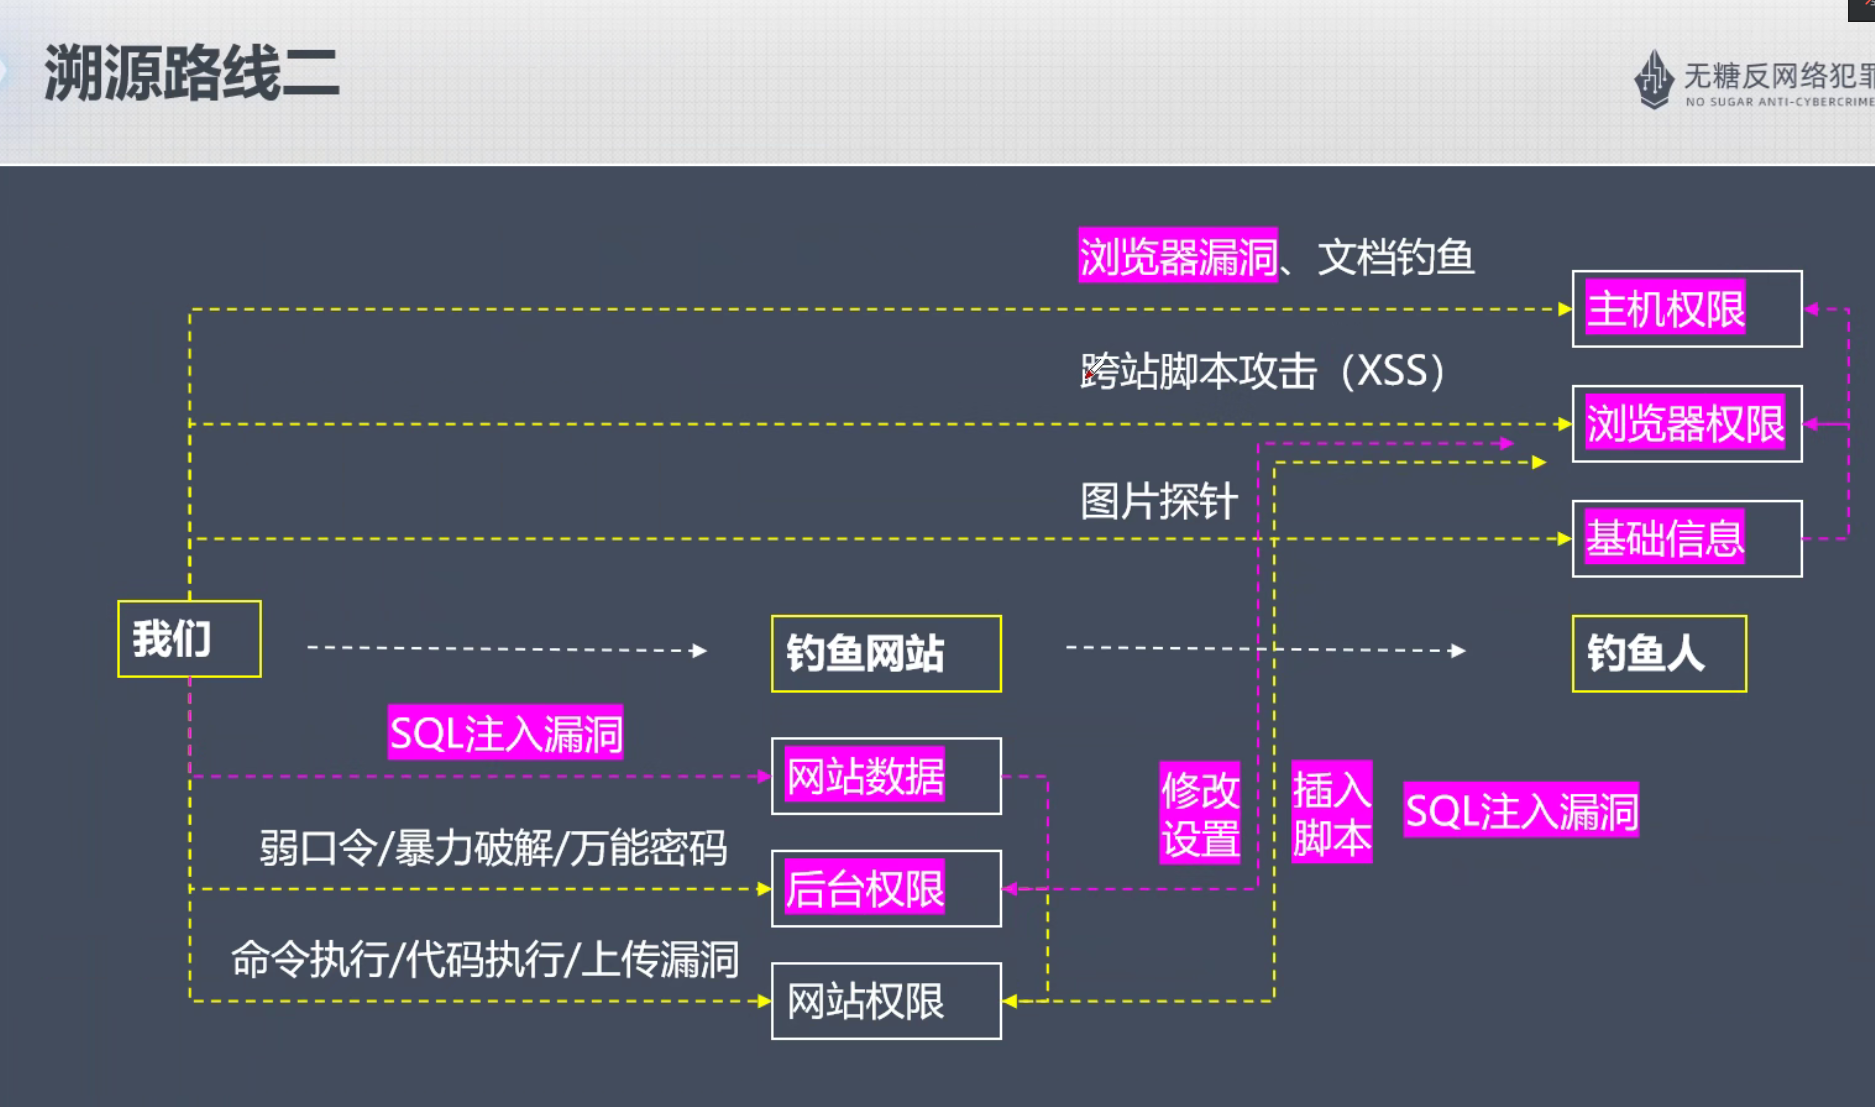 溯源路线二
无糖反网络犯罪
NO SUGAR ANTI-CYBERCRIME
浏览器漏洞、文档钓鱼
主机权限
跨站脚本攻击（XSS）
浏览器权限
图片探针
基础信息
我们
钓鱼网站
钓鱼人
SQL注入漏洞
网站数据
修改
设置
插入
脚本
SQL注入漏洞
弱口令/暴力破解/万能密码
后台权限
命令执行/代码执行/上传漏洞
网站权限